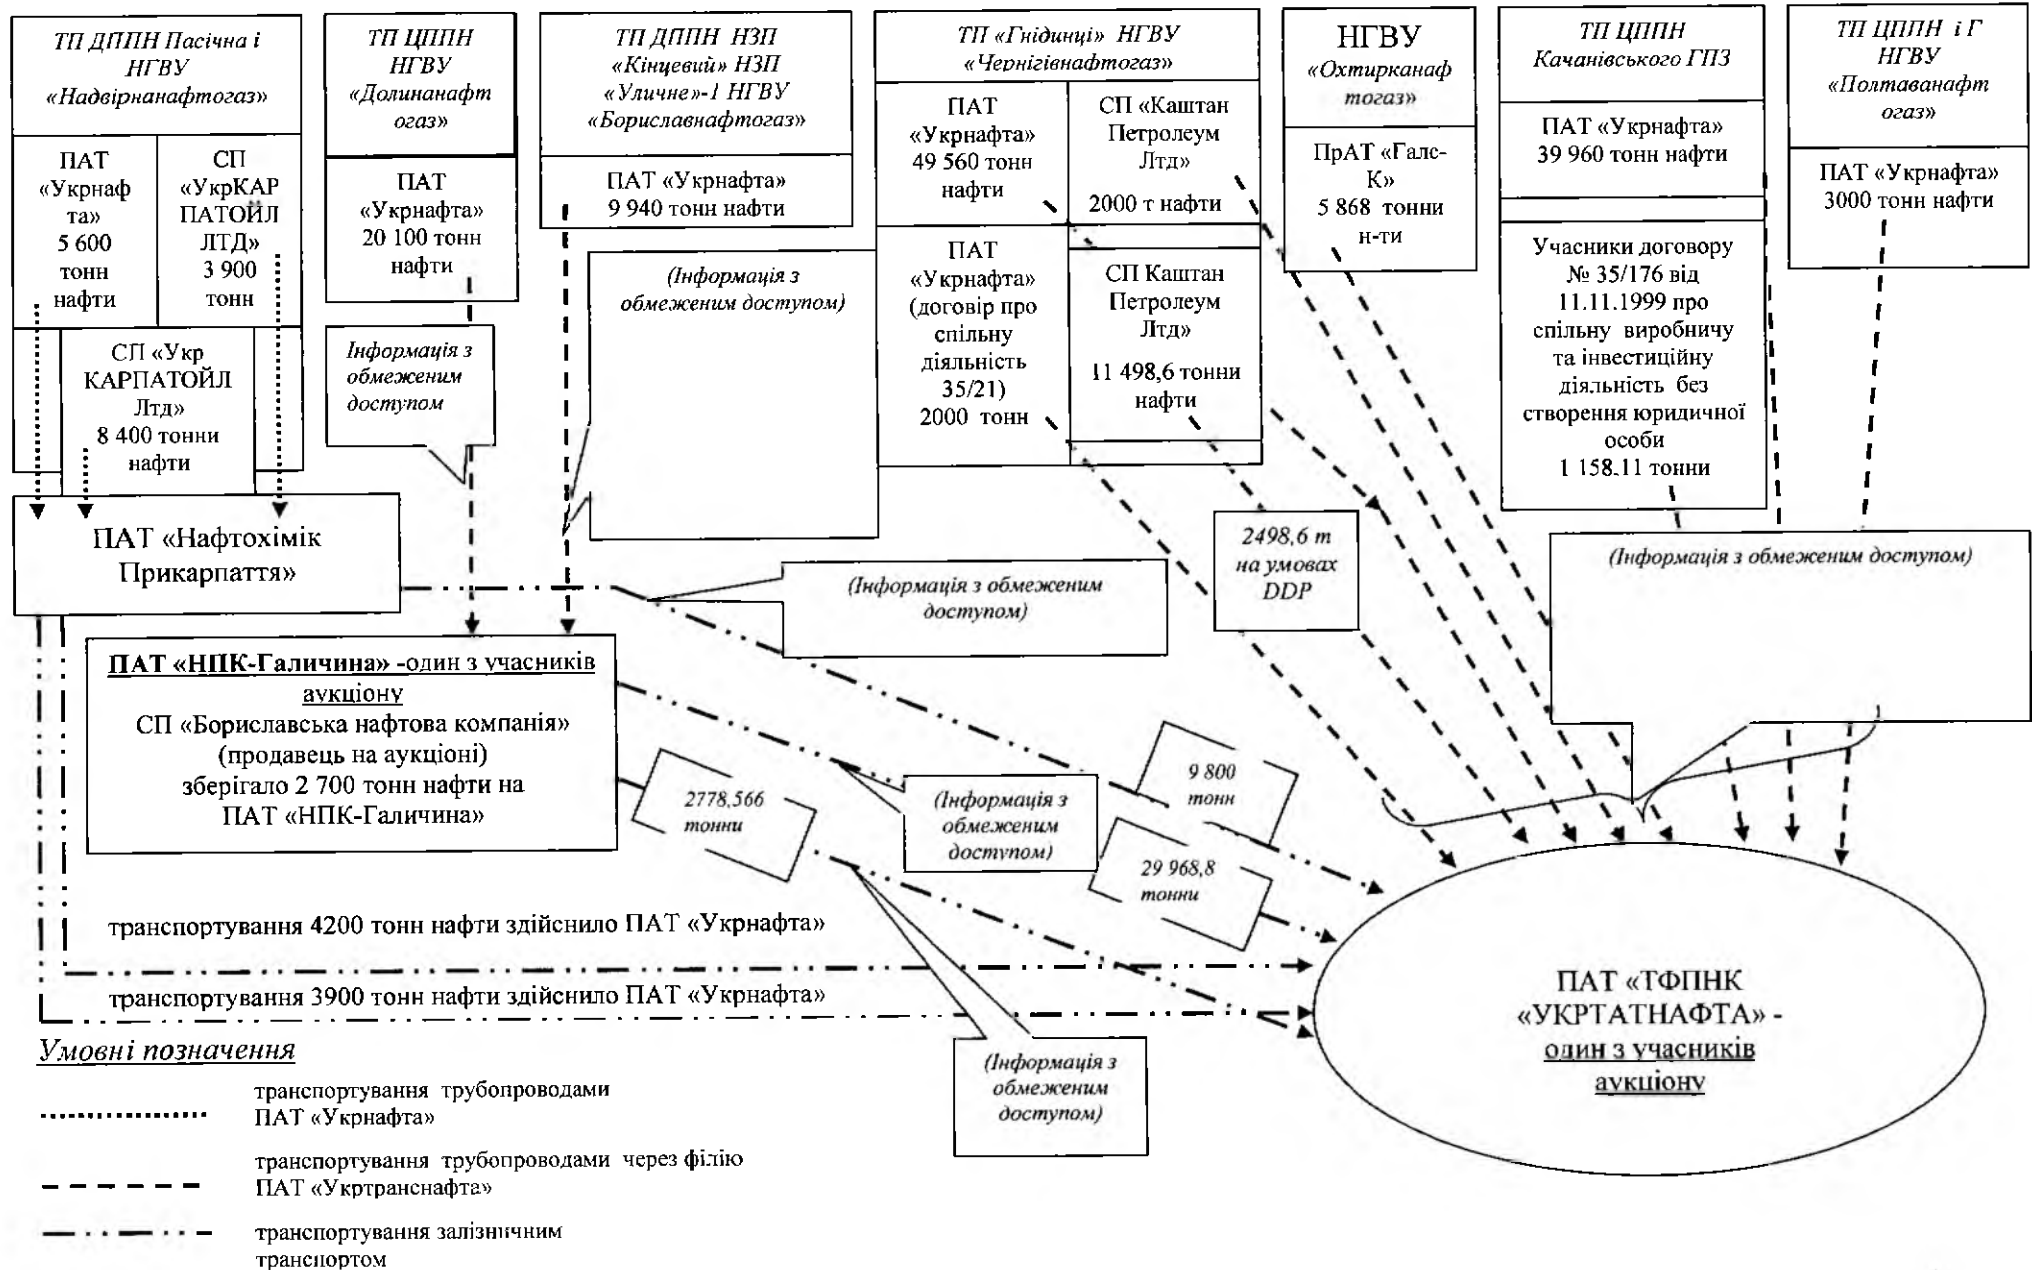 ТП ДППН Пасічна і
НГВУ
«Надвірнанафтогаз»
ПАТ
«Укрнаф
та»
5 600
тонн
нафти
СП
«УкрКАР
ПАТОЙЛ
ЛТД»
3 900
тонн
СП «Укр
КАРПАТОЙЛ
Лтд»
8 400 тонни
нафти
ТП ЦППН
НГВУ
«Долинанафт
огаз»
ПАТ
«Укрнафта»
20 100 тонн
нафти
Інформація з
обмеженим
доступом
ТП ДППН НЗП
«Кінцевий» НЗП
«Уличне»-1 НГВУ
«Бориславнафтогаз»
ПАТ «Укрнафта»
9 940 тонн нафти
(Інформація з
обмеженим доступом)
ТП «Гнідинці» НГВУ
«Чернігівнафтогаз»
ПАТ
«Укрнафта»
49 560 тонн
нафти
СП «Каштан
Петролеум
Лтд»
2000 т нафти
ПАТ
«Укрнафта»
(договір про
спільну
діяльність
35/21)
2000 тонн
СП Каштан
Петролеум
Лтд»
11 498,6 тонни
нафти
НГВУ
«Охтирканаф
тогаз»
ПрАТ «Галс-
К»
5 868 тонни
н-ти
ТП ЦППН
Качанівського ГПЗ
ПАТ «Укрнафта»
39 960 тонн нафти
Учасники договору
№ 35/176 від
11.11.1999 про
спільну виробничу
та інвестиційну
діяльність без
створення юридичної
особи
1 158,11 тонни
ТП ЦППН і Г
НГВУ
«Полтаванафт
огаз»
ПАТ «Укрнафта»
3000 тонн нафти
ПАТ «Нафтохімік
Прикарпаття»
(Інформація з обмеженим
доступом)
2498,6 т
на умовах
DDP
(Інформація з обмеженим доступом)
ПАТ «НПК-Галичина» -один з учасників
аукціону
СП «Бориславська нафтова компанія»
(продавець на аукціоні)
зберігало 2 700 тонн нафти на
ПАТ «НПК-Галичина»
2778,566
тонни
(Інформація з
обмеженим
доступом)
9 800
тонн
29 968,8
тонни
транспортування 4200 тонн нафти здійснило ПАТ «Укрнафта»
транспортування 3900 тонн нафти здійснило ПАТ «Укрнафта»
(Інформація з
обмеженим
доступом)
ПАТ «ТФПНК
«УКРТАТНАФТА» -
один з учасників
аукціону
Умовні позначення
транспортування трубопроводами
ПАТ «Укрнафта»
транспортування трубопроводами через філію
ПАТ «Укртранснафта»
транспортування залізничним
транспортом